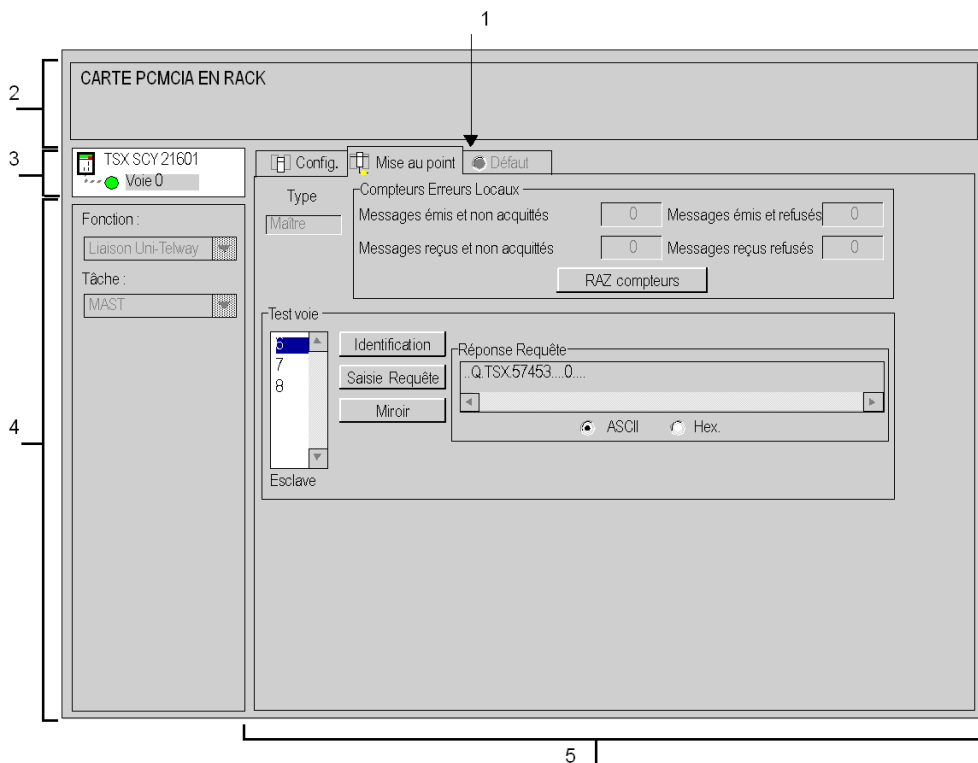 1
2
CARTE PCMCIA EN RACK
3
TSX SCY 21601
Voie 0
Config.
Mise au point
Défaut
4
Fonction :
Liaison Uni-Telway
Tâche :
MAST
Type
Maître
Compteurs Erreurs Locaux
Messages émis et non acquittés 0 Messages émis et refusés 0
Messages reçus et non acquittés 0 Messages reçus refusés 0
RAZ compteurs
Test voie
6
7
8
Esclave
Identification
Saisie Requête
Miroir
Réponse Requête
..Q.TSX.57453...0....
ASCII Hex.
5